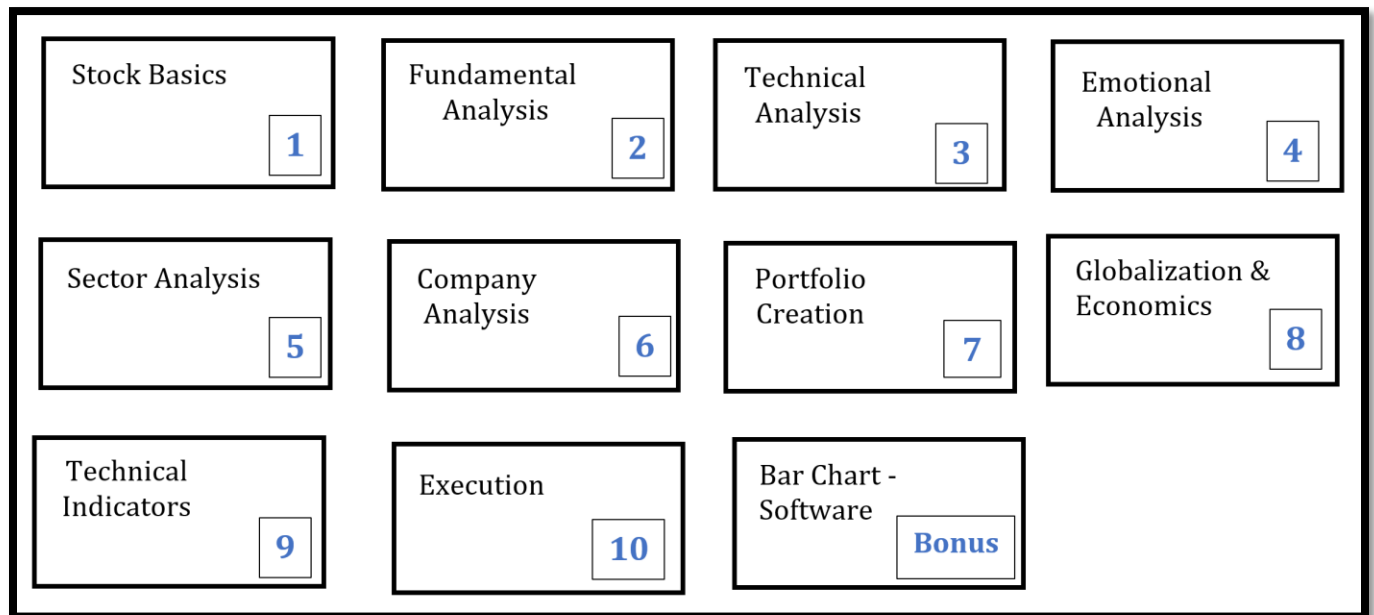 Stock Basics
1
Fundamental
Analysis
2
Technical
Analysis
3
Emotional
Analysis
4
Sector Analysis
5
Company
Analysis
6
Portfolio
Creation
7
Globalization &
Economics
8
Technical
Indicators
9
Execution
10
Bar Chart -
Software
Bonus